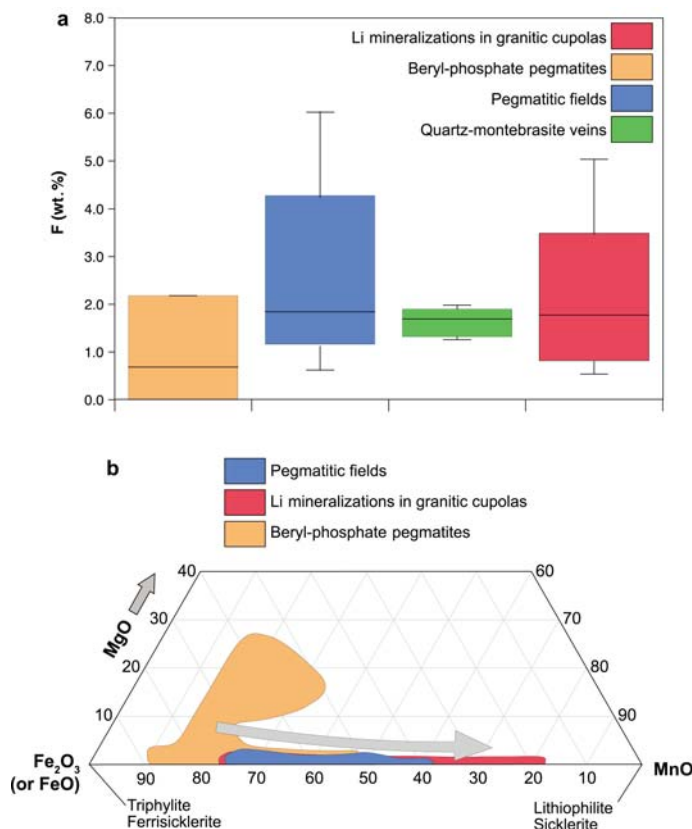 a
8.0
7.0
6.0
5.0
4.0
3.0
2.0
1.0
0.0
F (wt. %)
Li mineralizations in granitic cupolas
Beryl-phosphate pegmatites
Pegmatitic fields
Quartz-montebrasite veins
b
Pegmatitic fields
Li mineralizations in granitic cupolas
Beryl-phosphate pegmatites
40 60
30 70
20 80
10 90
MgO
Fe₂O₃
(or FeO)
MnO
90 80 70 60 50 40 30 20 10
Triphylite
Ferrisicklerite
Lithiophilite
Sicklerite